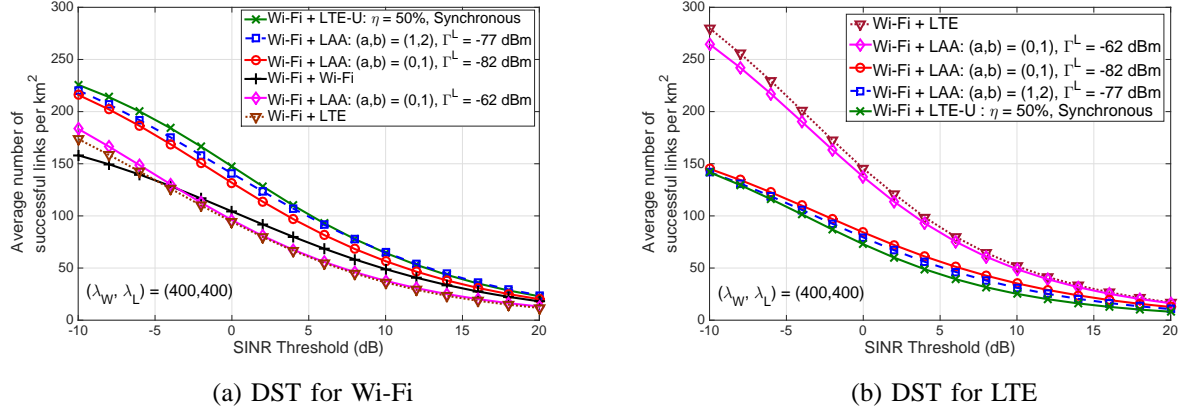 Average number of
successful links per km²
300
250
200
150
100
50
0
Wi-Fi + LTE-U: η = 50%, Synchronous
Wi-Fi + LAA: (a,b) = (1,2), Γ^L = -77 dBm
Wi-Fi + LAA: (a,b) = (0,1), Γ^L = -82 dBm
Wi-Fi + Wi-Fi
Wi-Fi + LAA: (a,b) = (0,1), Γ^L = -62 dBm
Wi-Fi + LTE
(λ_W, λ_L) = (400,400)
-10 -5 0 5 10 15 20
SINR Threshold (dB)
(a) DST for Wi-Fi
Average number of
successful links per km²
300
250
200
150
100
50
0
Wi-Fi + LTE
Wi-Fi + LAA: (a,b) = (0,1), Γ^L = -62 dBm
Wi-Fi + LAA: (a,b) = (0,1), Γ^L = -82 dBm
Wi-Fi + LAA: (a,b) = (1,2), Γ^L = -77 dBm
Wi-Fi + LTE-U : η = 50%, Synchronous
(λ_W, λ_L) = (400,400)
-10 -5 0 5 10 15 20
SINR Threshold (dB)
(b) DST for LTE